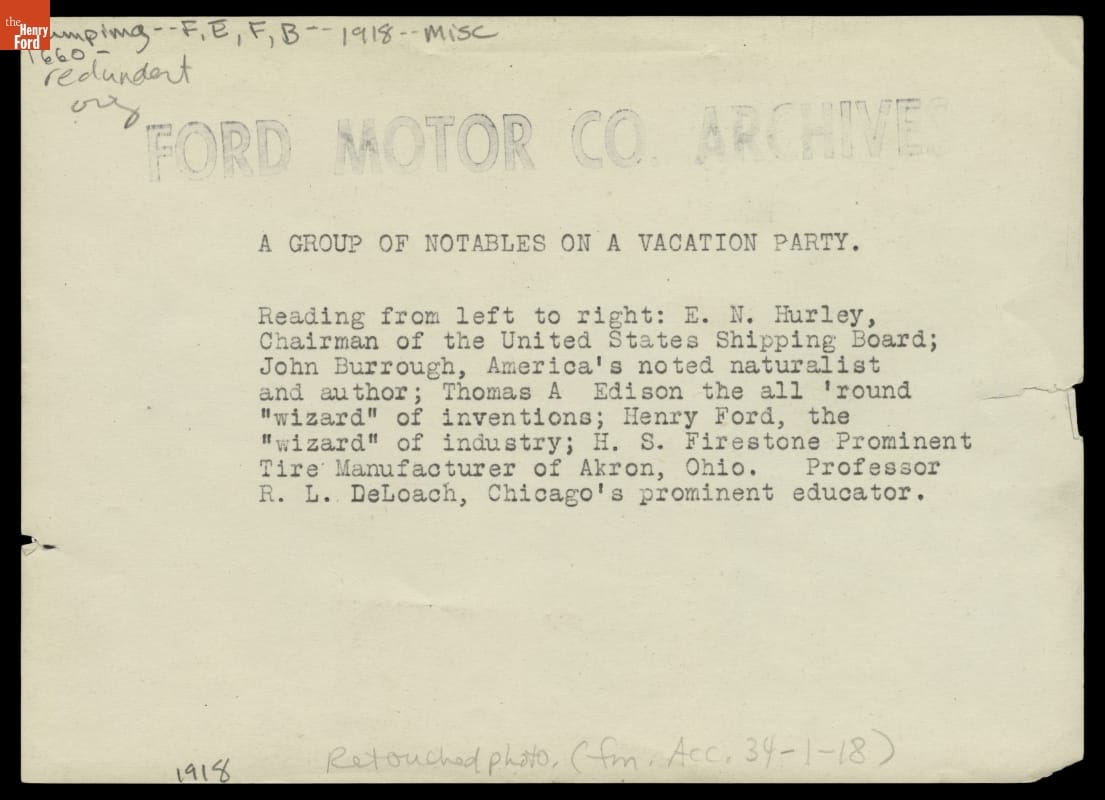 the
Henry
Ford
umping--F,E,F,B--1918--Misc
1660-
redundent
org
FORD MOTOR CO. ARCHIVES
A GROUP OF NOTABLES ON A VACATION PARTY.
Reading from left to right: E. N. Hurley,
Chairman of the United States Shipping Board;
John Burrough, America's noted naturalist
and author; Thomas A Edison the all 'round
"wizard" of inventions; Henry Ford, the
"wizard" of industry; H. S. Firestone Prominent
Tire Manufacturer of Akron, Ohio. Professor
R. L. DeLoach, Chicago's prominent educator.
Retouched photo. (fm. Acc. 34-1-18)
1918